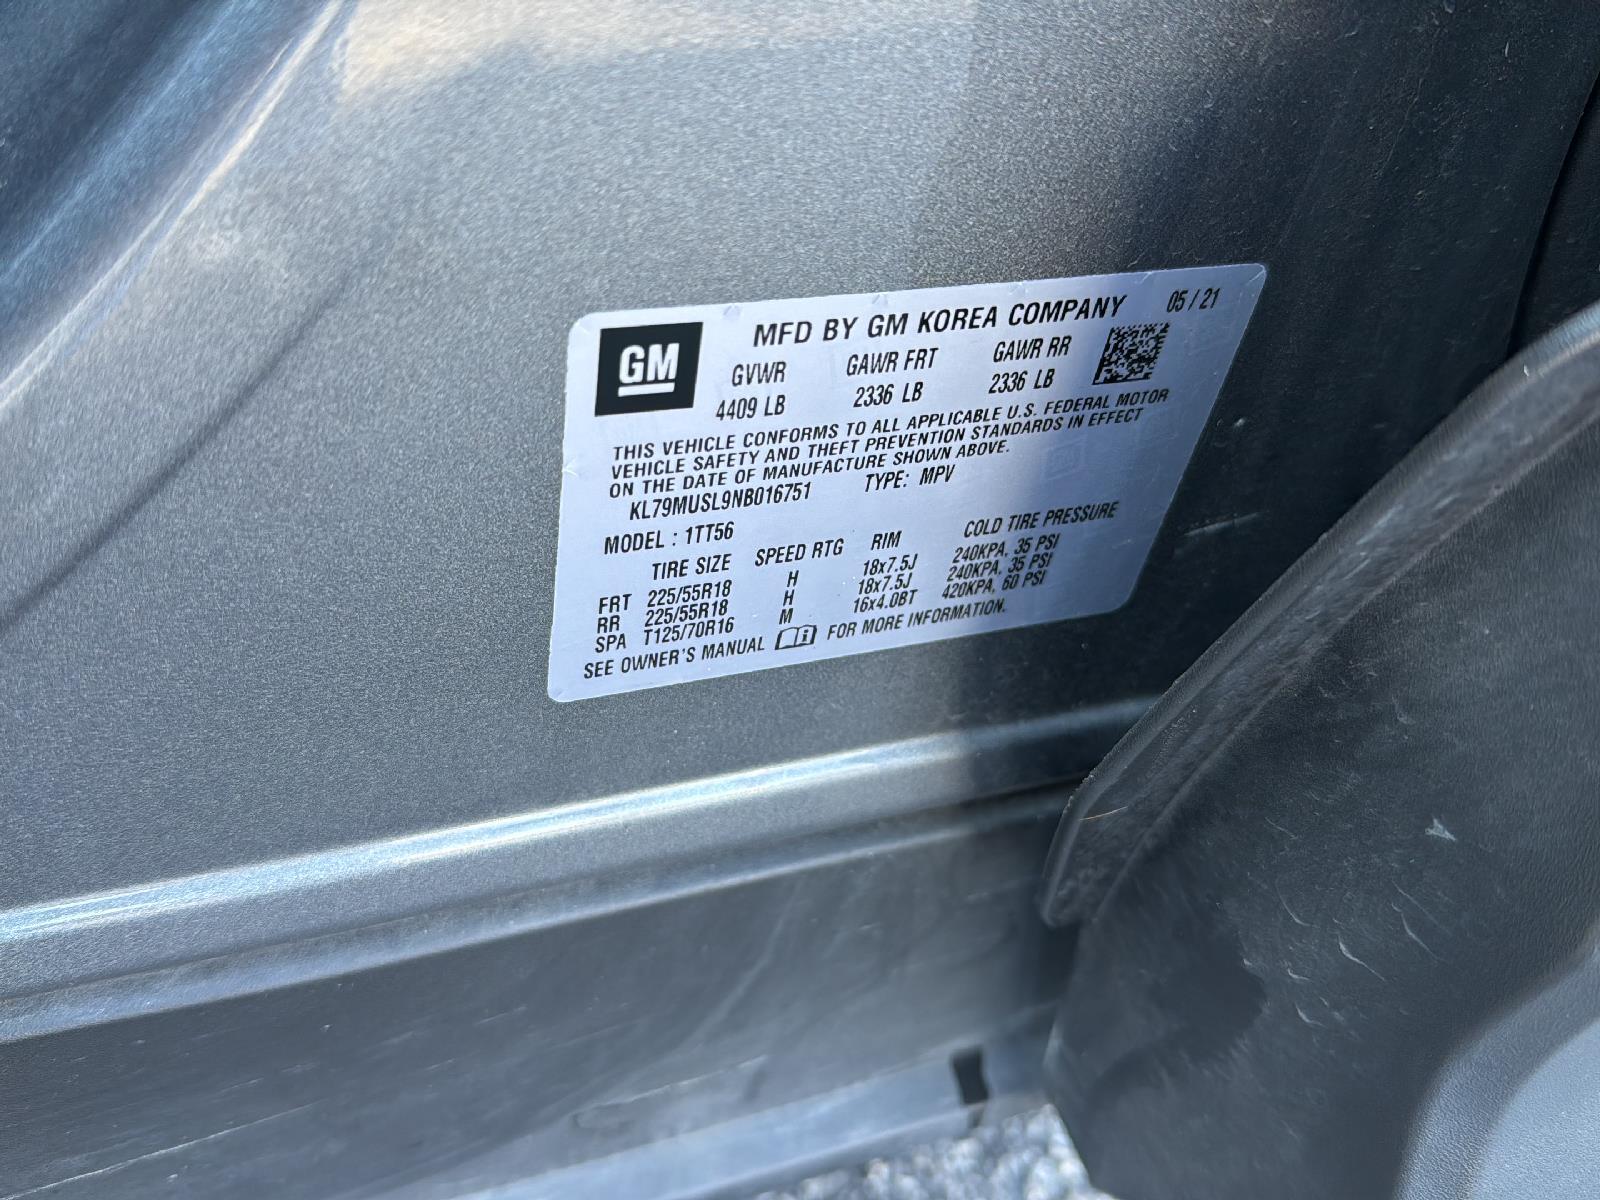 MFD BY GM KOREA COMPANY 05 / 21
GM
GVWR GAWR FRT GAWR RR
4409 LB 2336 LB 2336 LB
THIS VEHICLE CONFORMS TO ALL APPLICABLE U.S. FEDERAL MOTOR
VEHICLE SAFETY AND THEFT PREVENTION STANDARDS IN EFFECT
ON THE DATE OF MANUFACTURE SHOWN ABOVE.
KL79MUSL9NB016751 TYPE: MPV
MODEL : 1TT56
TIRE SIZE SPEED RTG RIM COLD TIRE PRESSURE
FRT 225/55R18 H 18x7.5J 240KPA, 35 PSI
RR 225/55R18 H 18x7.5J 240KPA, 35 PSI
SPA T125/70R16 M 16x4.0BT 420KPA, 60 PSI
SEE OWNER'S MANUAL i FOR MORE INFORMATION.